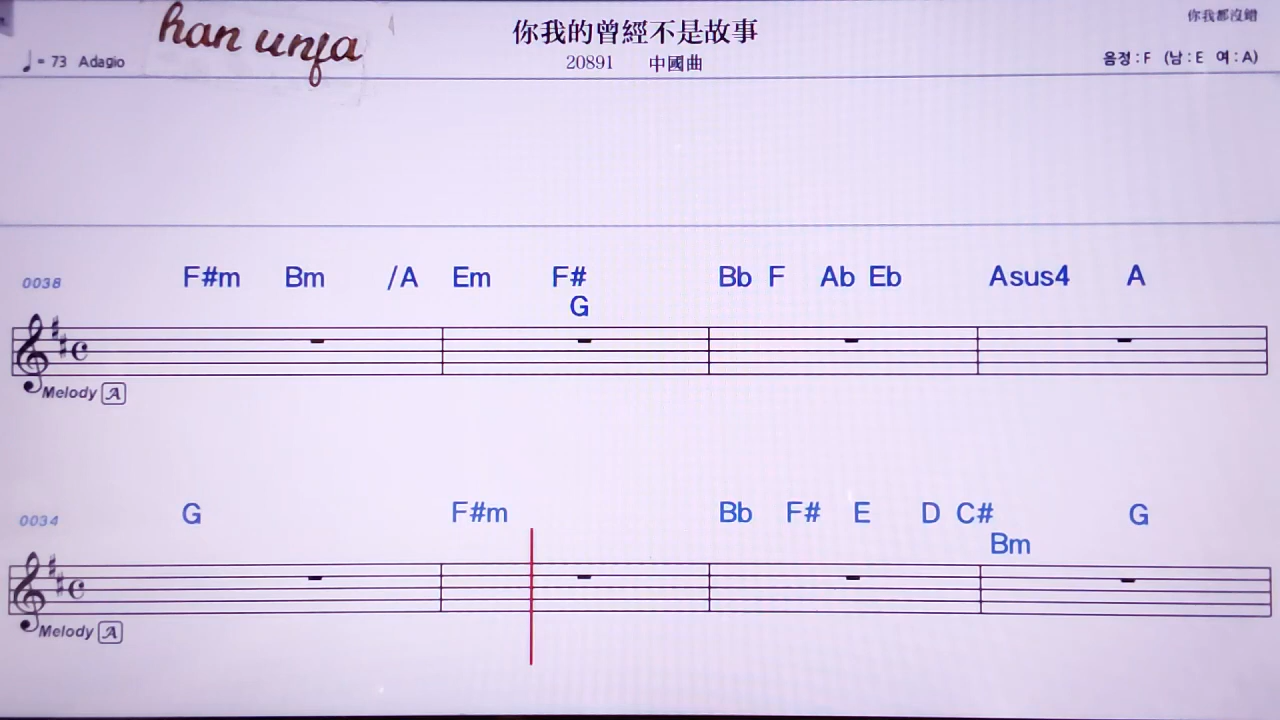 han unfa
你我的曾經不是故事
你我都沒錯
♩= 73 Adagio
20891 中國曲
음정 : F (남 : E 여 : A)
0038
F#m Bm /A Em F# Bb F Ab Eb Asus4 A
G
Melody A
0034
G F#m Bb F# E D C# G
Bm
Melody A